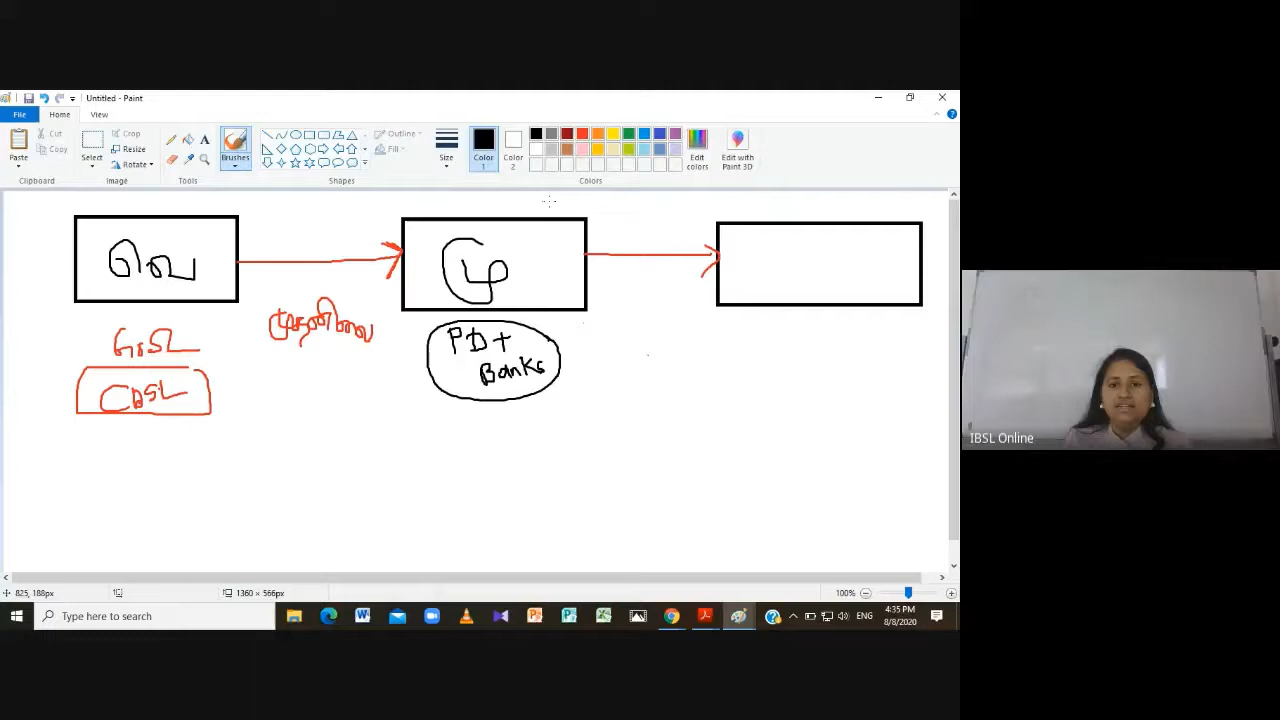 Untitled - Paint
File Home View
Paste
Cut
Copy
Clipboard
Select
Crop
Resize
Rotate
Image
Tools
Brushes
Shapes
Outline
Fill
Size
Color 1
Color 2
Edit colors
Edit with Paint 3D
Colors
வெ
மு
GOSL
CBSL
PD+
Banks
IBSL Online
825, 188px
1360 × 566px
100%
Type here to search
ENG
4:35 PM
8/8/2020